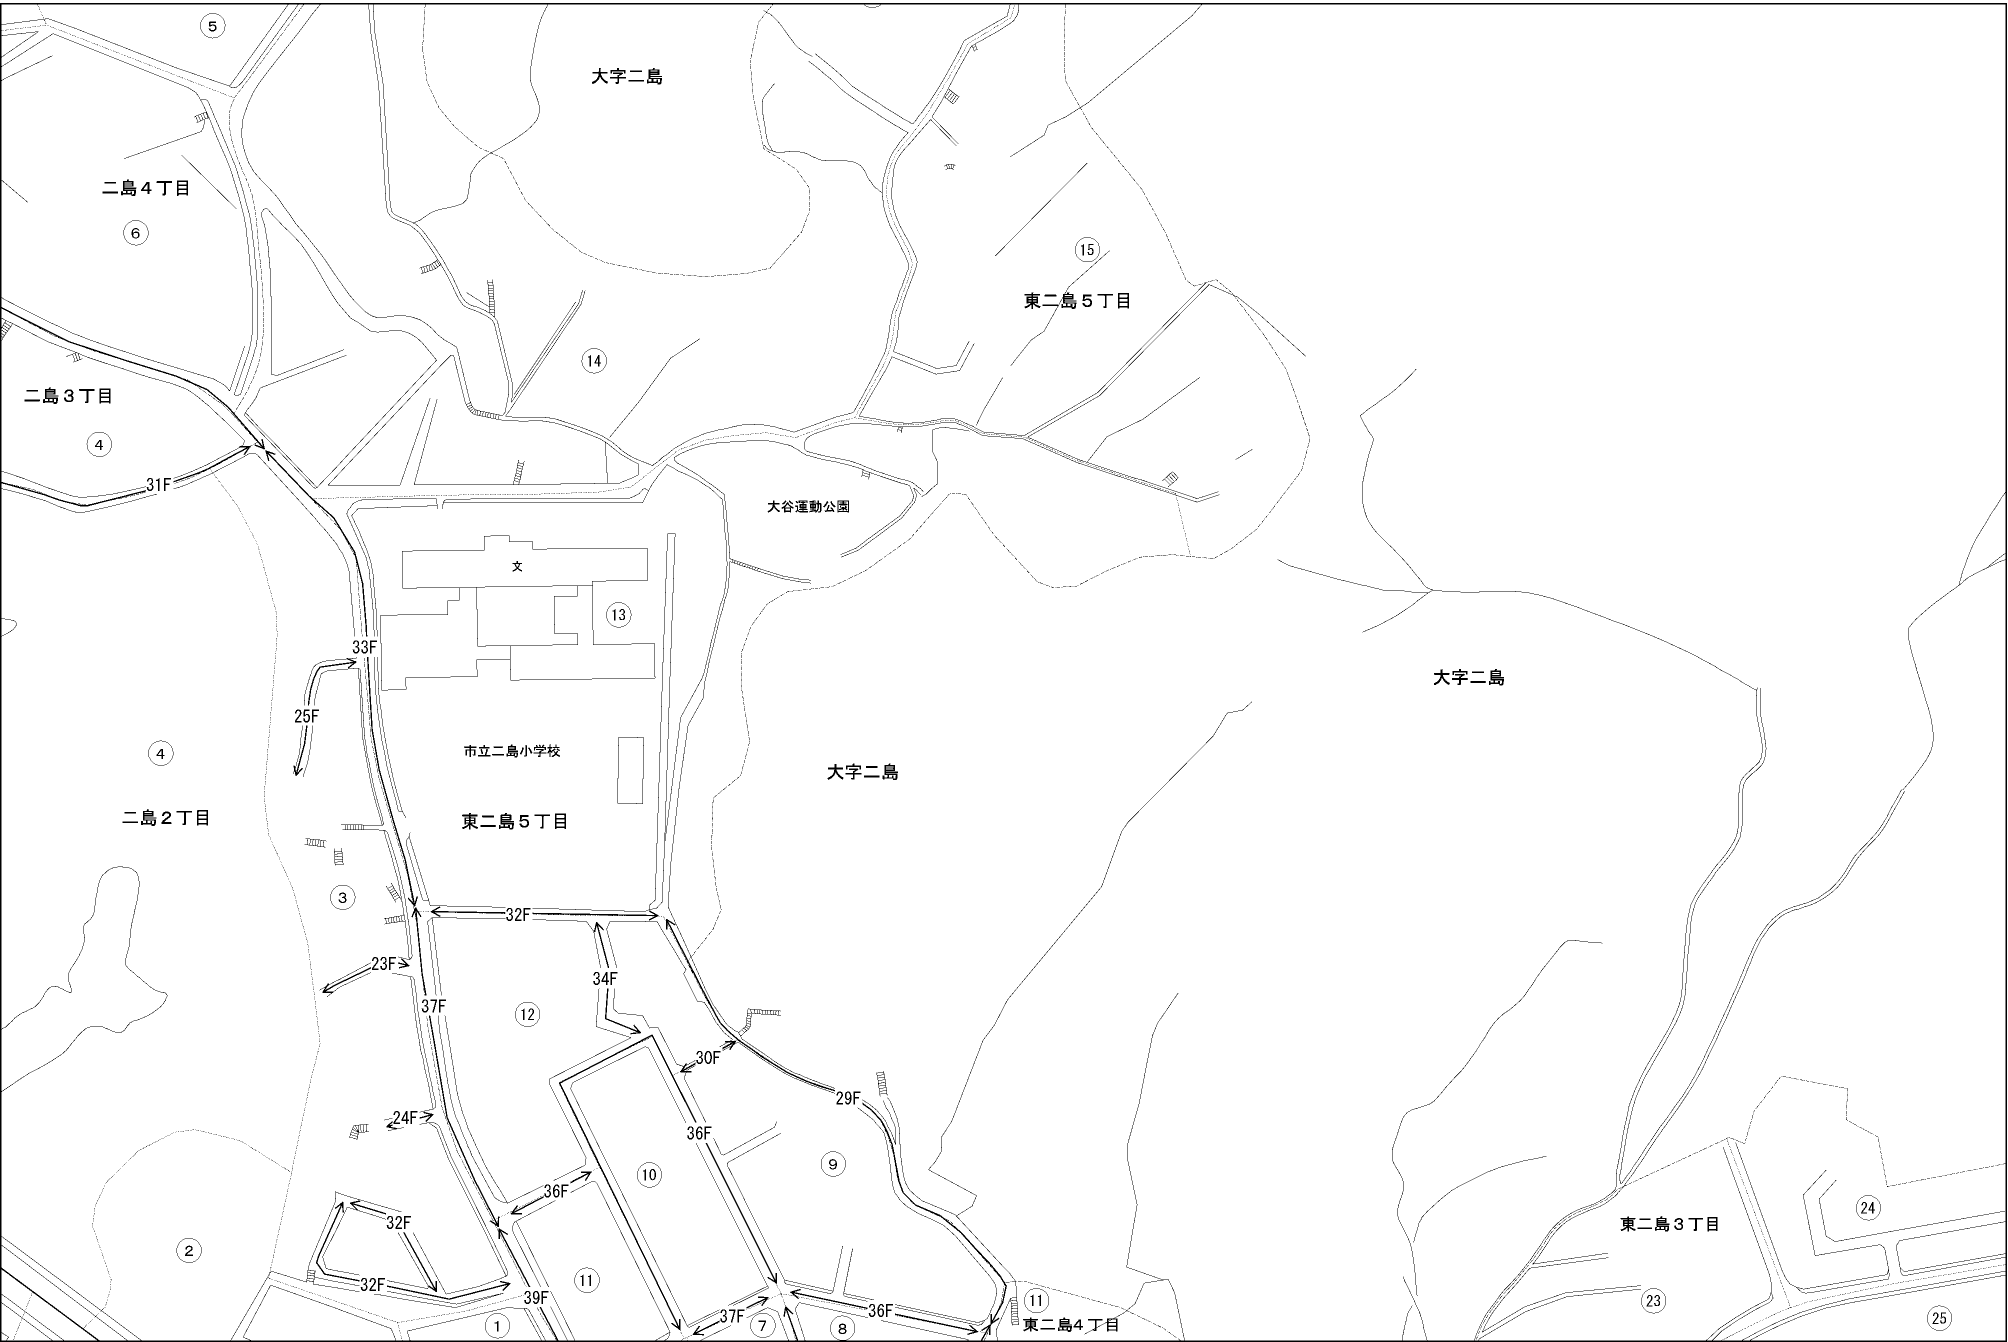 5
大字二島
二島４丁目
6
15
東二島５丁目
14
二島３丁目
4
31F
大谷運動公園
文
13
33F
大字二島
25F
4
市立二島小学校
大字二島
二島２丁目
東二島５丁目
3
32F
23F
34F
37F
12
30F
29F
24F
36F
9
10
36F
24
32F
東二島３丁目
2
11
32F
39F
36F
11
23
37F
7
8
東二島４丁目
1
25